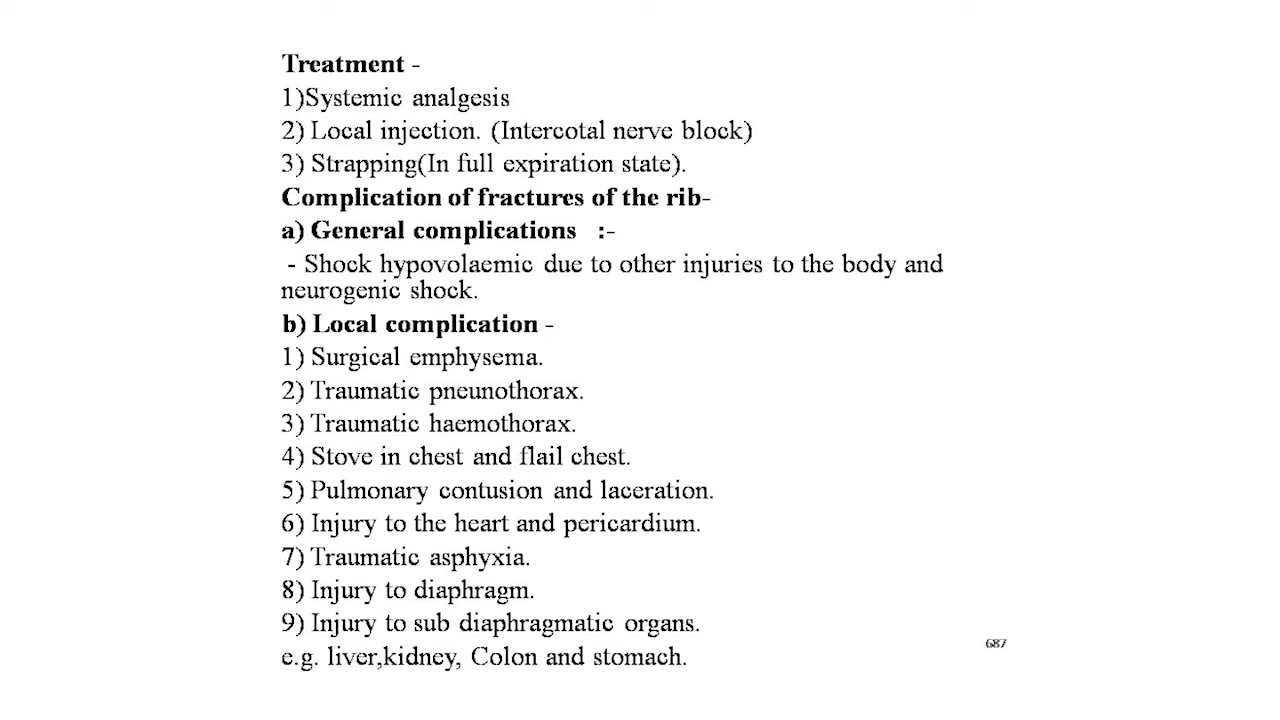 Treatment -
1)Systemic analgesis
2) Local injection. (Intercotal nerve block)
3) Strapping(In full expiration state).
Complication of fractures of the rib-
a) General complications :-
- Shock hypovolaemic due to other injuries to the body and
neurogenic shock.
b) Local complication -
1) Surgical emphysema.
2) Traumatic pneunothorax.
3) Traumatic haemothorax.
4) Stove in chest and flail chest.
5) Pulmonary contusion and laceration.
6) Injury to the heart and pericardium.
7) Traumatic asphyxia.
8) Injury to diaphragm.
9) Injury to sub diaphragmatic organs.
e.g. liver,kidney, Colon and stomach.
687